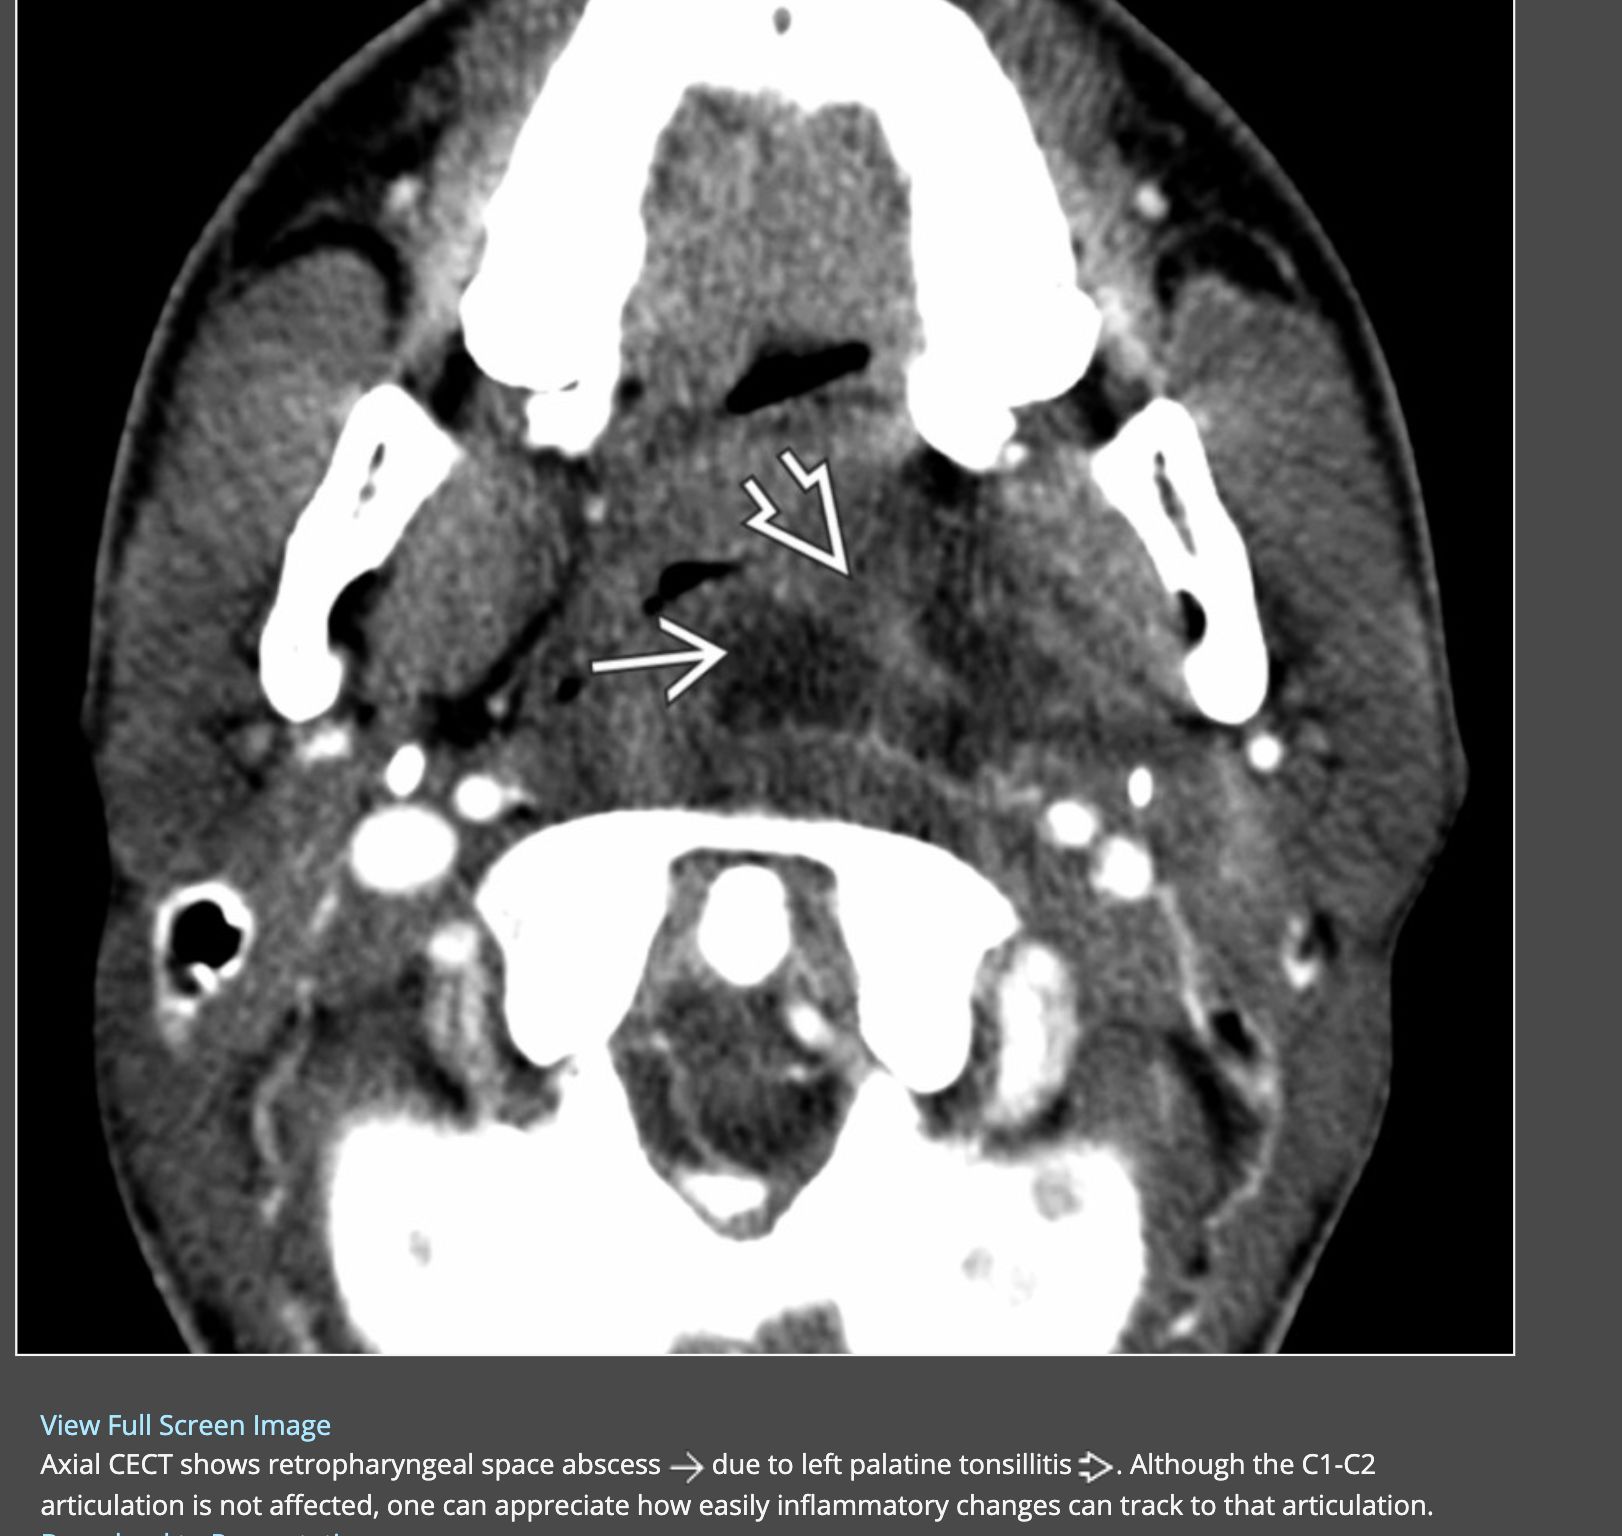 View Full Screen Image
Axial CECT shows retropharyngeal space abscess → due to left palatine tonsillitis ⇨. Although the C1-C2
articulation is not affected, one can appreciate how easily inflammatory changes can track to that articulation.